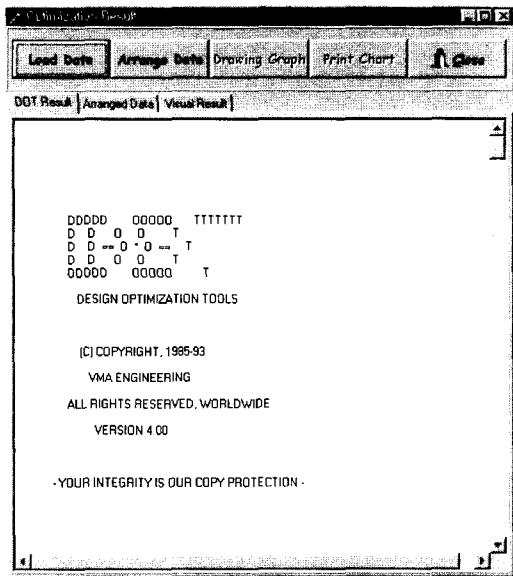 Optimization Result
Load Data Arrange Data Drawing Graph Print Chart Close
DOT Result Arranged Data Visual Result
DDDDD OOOOO TTTTTTT
D D O O T
D D == O * O == T
D D O O T
DDDDD OOOOO T
DESIGN OPTIMIZATION TOOLS
(C) COPYRIGHT, 1985-93
VMA ENGINEERING
ALL RIGHTS RESERVED, WORLDWIDE
VERSION 4.00
- YOUR INTEGRITY IS OUR COPY PROTECTION -